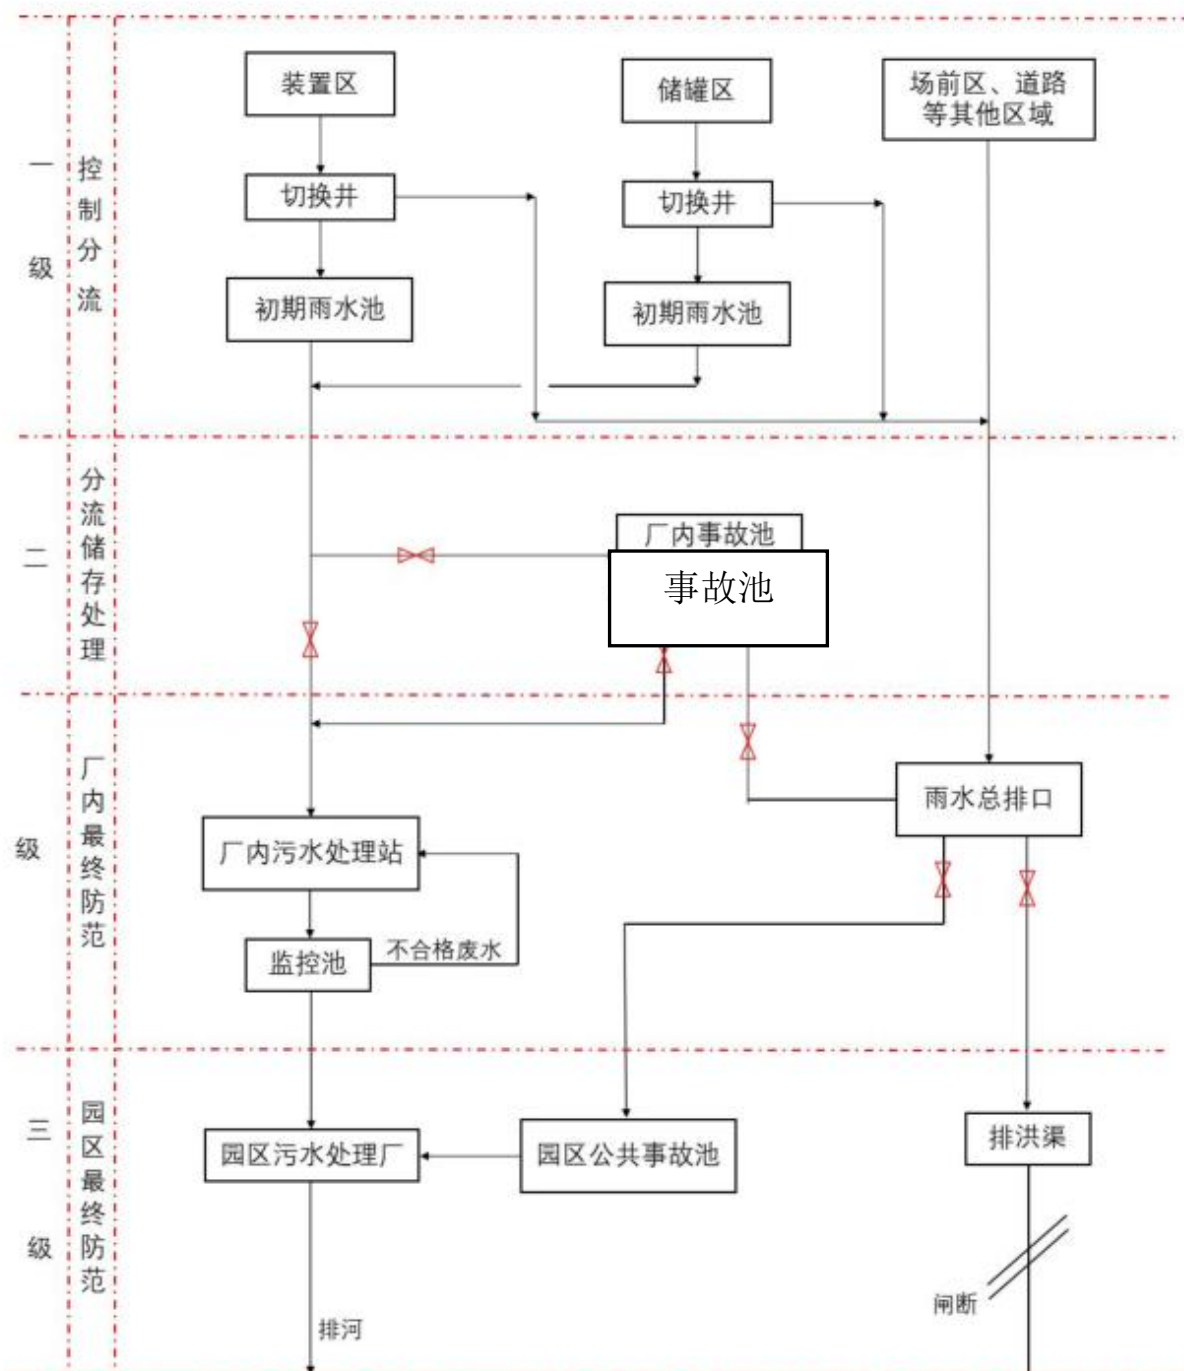 一
级
控制分流
装置区
储罐区
场前区、道路
等其他区域
切换井
切换井
初期雨水池
初期雨水池
二
级
分流储存处理
厂内事故池
事故池
厂内最终防范
雨水总排口
厂内污水处理站
监控池
不合格废水
三
级
园区最终防范
园区污水处理厂
园区公共事故池
排洪渠
闸断
排河